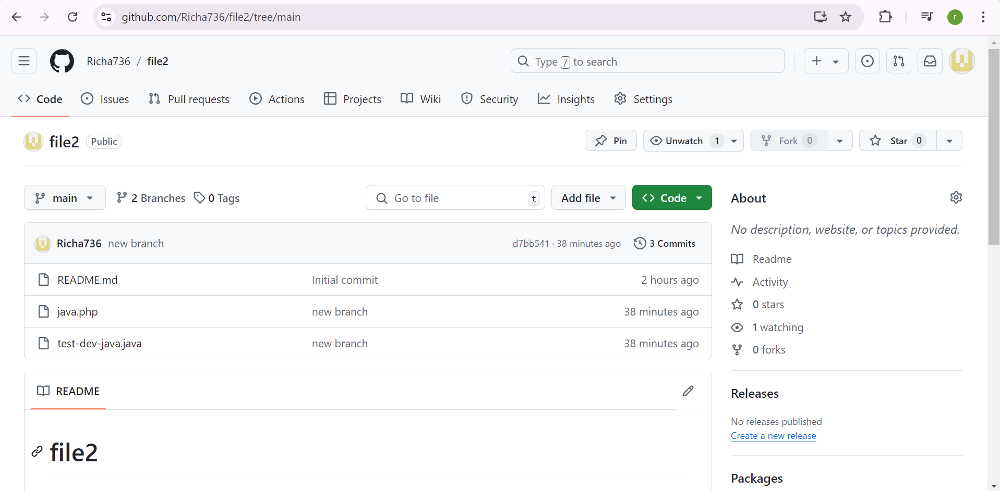 github.com/Richa736/file2/tree/main
r
Richa736 / file2
Type / to search
Code Issues Pull requests Actions Projects Wiki Security Insights Settings
file2 Public
Pin Unwatch 1 Fork 0 Star 0
main 2 Branches 0 Tags Go to file t Add file Code
Richa736 new branch d7bb541 · 38 minutes ago 3 Commits
README.md Initial commit 2 hours ago
java.php new branch 38 minutes ago
test-dev-java.java new branch 38 minutes ago
README
file2
About
No description, website, or topics provided.
Readme
Activity
0 stars
1 watching
0 forks
Releases
No releases published
Create a new release
Packages